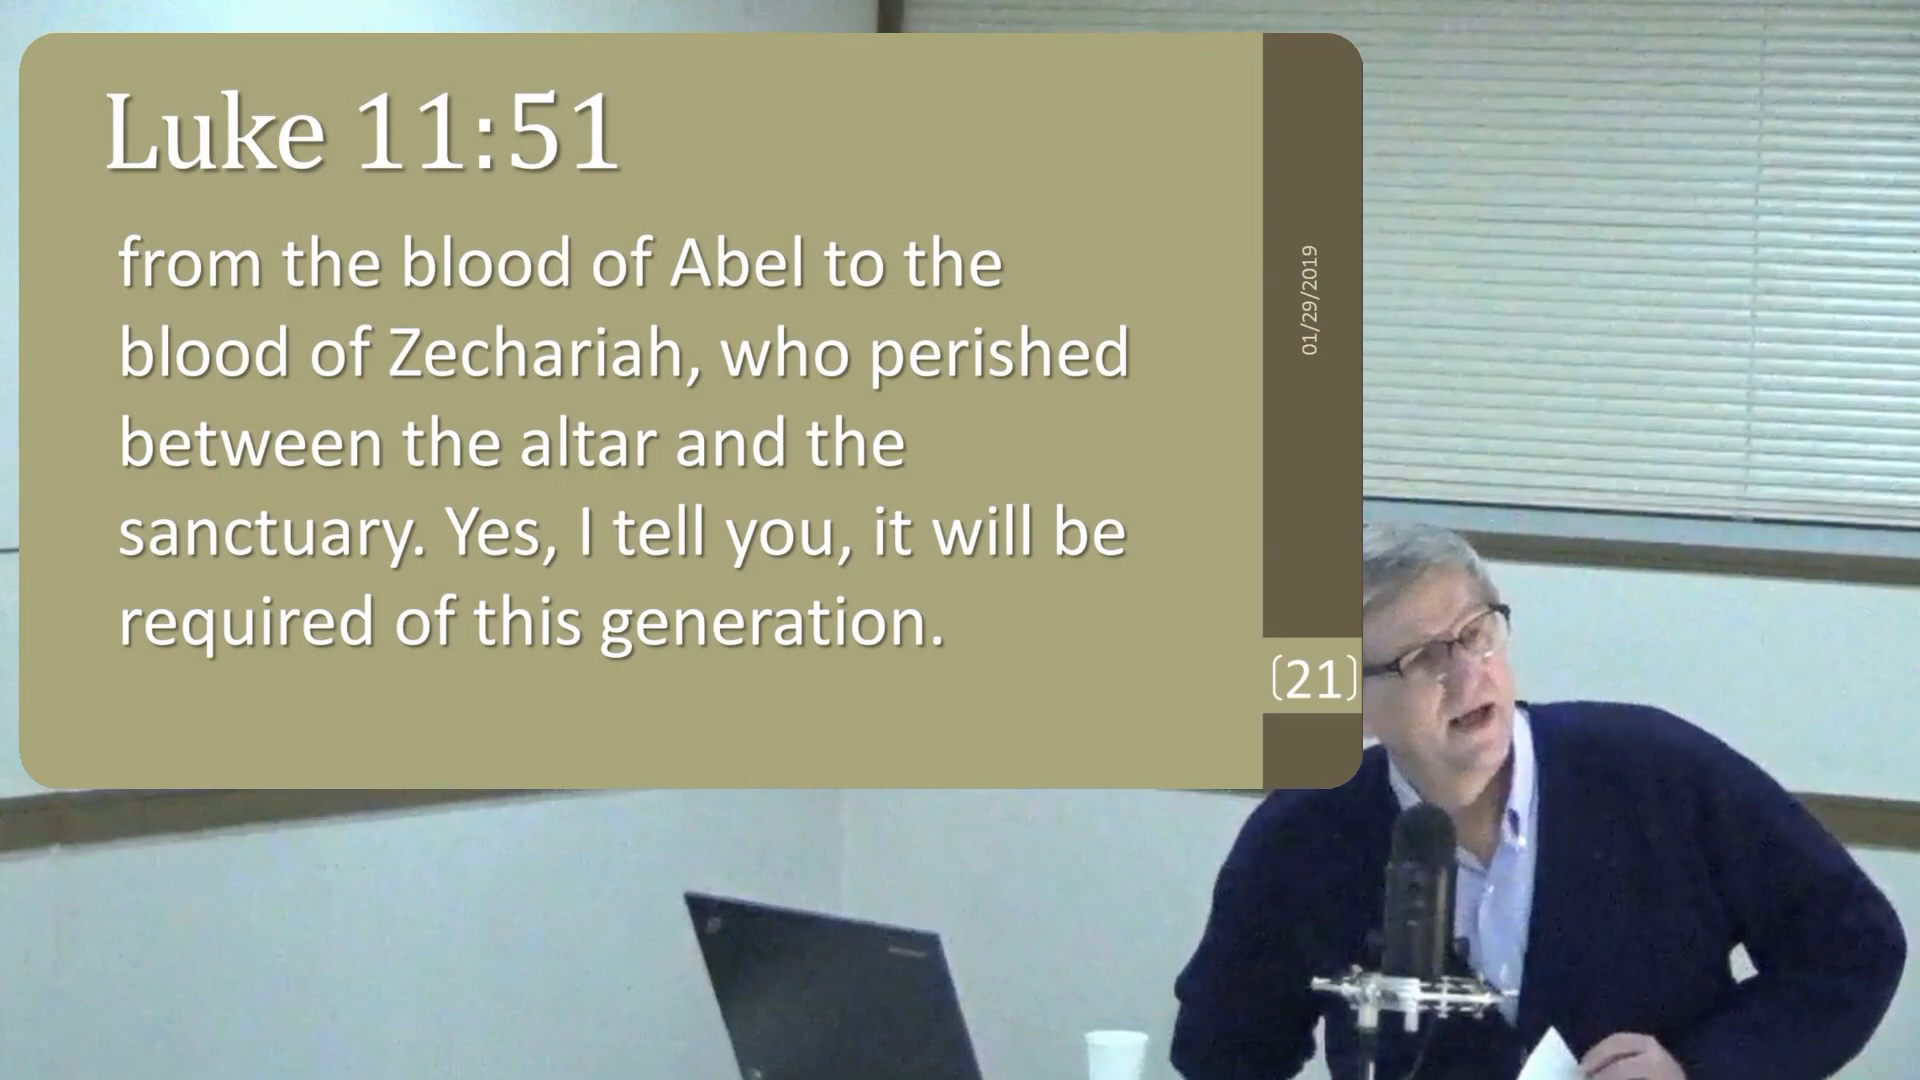 Luke 11:51
from the blood of Abel to the
blood of Zechariah, who perished
between the altar and the
sanctuary. Yes, I tell you, it will be
required of this generation.
01/29/2019
(21)